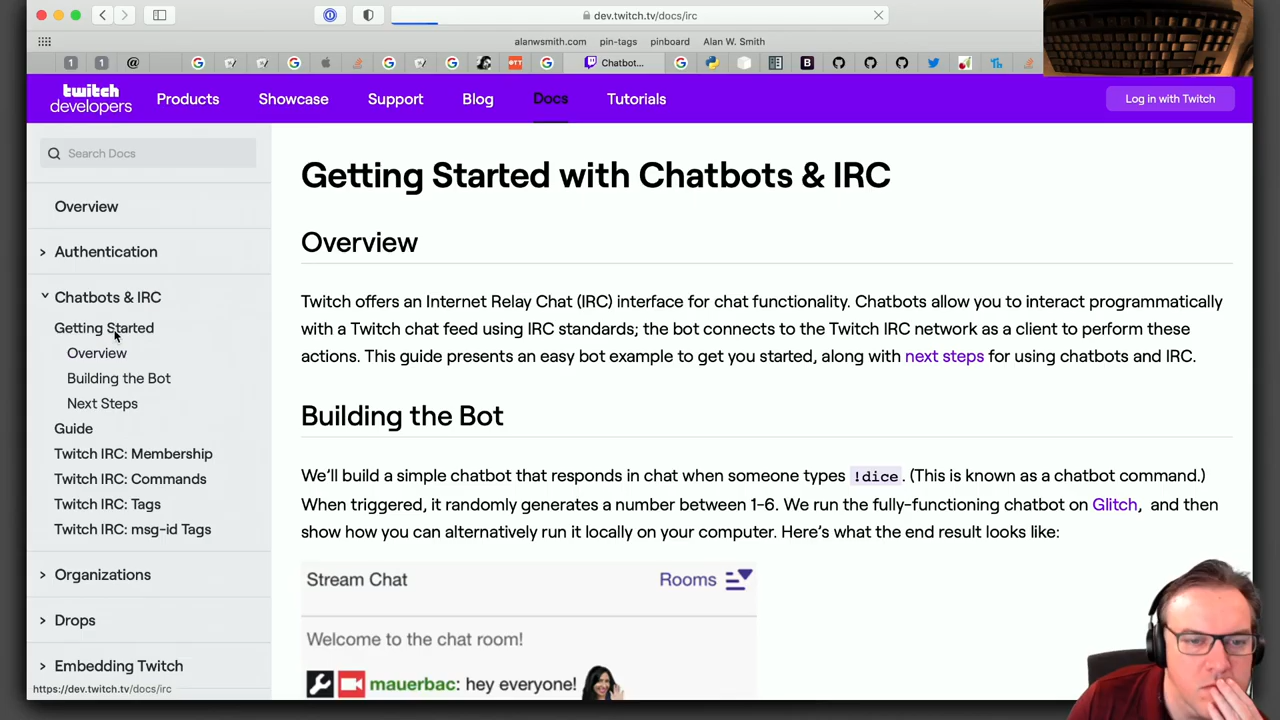 dev.twitch.tv/docs/irc
alanwsmith.com pin-tags pinboard Alan W. Smith
1 1 @ OTT Chatbot... B Th
twitch developers Products Showcase Support Blog Docs Tutorials Log in with Twitch
Search Docs
Overview
Authentication
Chatbots & IRC
Getting Started
Overview
Building the Bot
Next Steps
Guide
Twitch IRC: Membership
Twitch IRC: Commands
Twitch IRC: Tags
Twitch IRC: msg-id Tags
Organizations
Drops
Embedding Twitch
https://dev.twitch.tv/docs/irc
Getting Started with Chatbots & IRC
Overview
Twitch offers an Internet Relay Chat (IRC) interface for chat functionality. Chatbots allow you to interact programmatically
with a Twitch chat feed using IRC standards; the bot connects to the Twitch IRC network as a client to perform these
actions. This guide presents an easy bot example to get you started, along with next steps for using chatbots and IRC.
Building the Bot
We'll build a simple chatbot that responds in chat when someone types !dice. (This is known as a chatbot command.)
When triggered, it randomly generates a number between 1-6. We run the fully-functioning chatbot on Glitch, and then
show how you can alternatively run it locally on your computer. Here's what the end result looks like:
Stream Chat Rooms
Welcome to the chat room!
mauerbac: hey everyone!